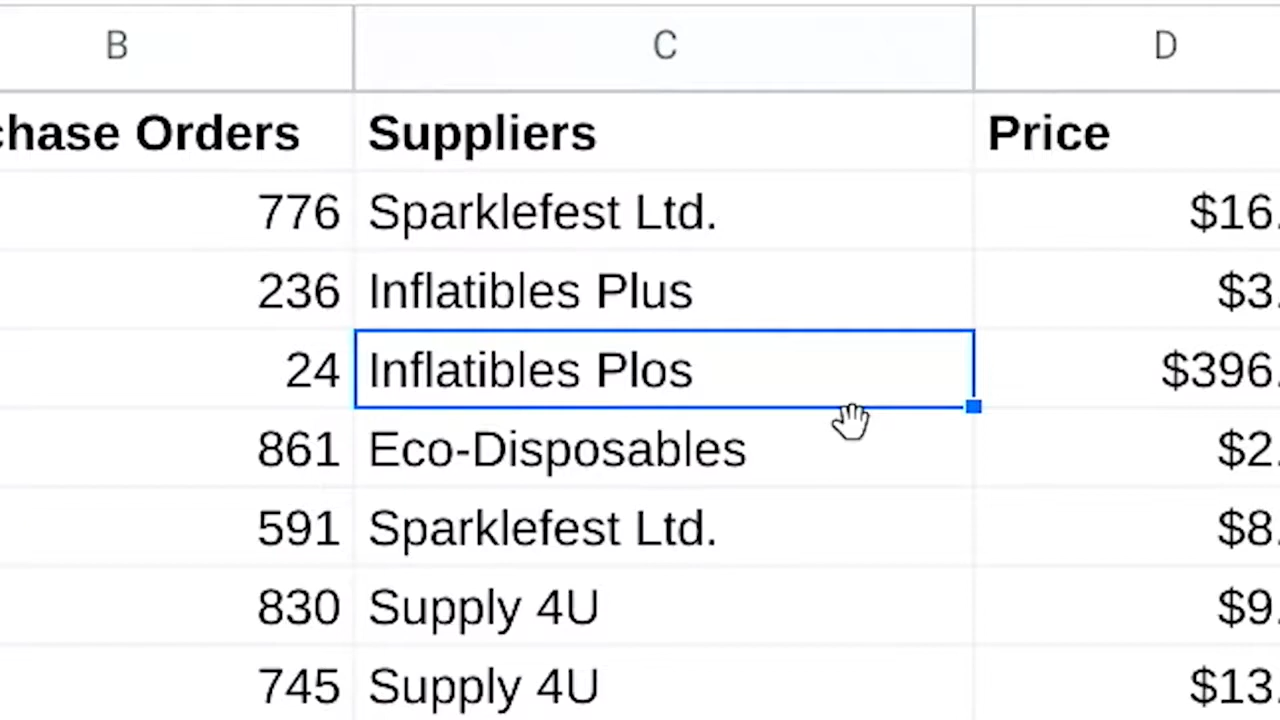 B C D
chase Orders Suppliers Price
776 Sparklefest Ltd. $16.
236 Inflatibles Plus $3.
24 Inflatibles Plos $396.
861 Eco-Disposables $2.
591 Sparklefest Ltd. $8.
830 Supply 4U $9.
745 Supply 4U $13.